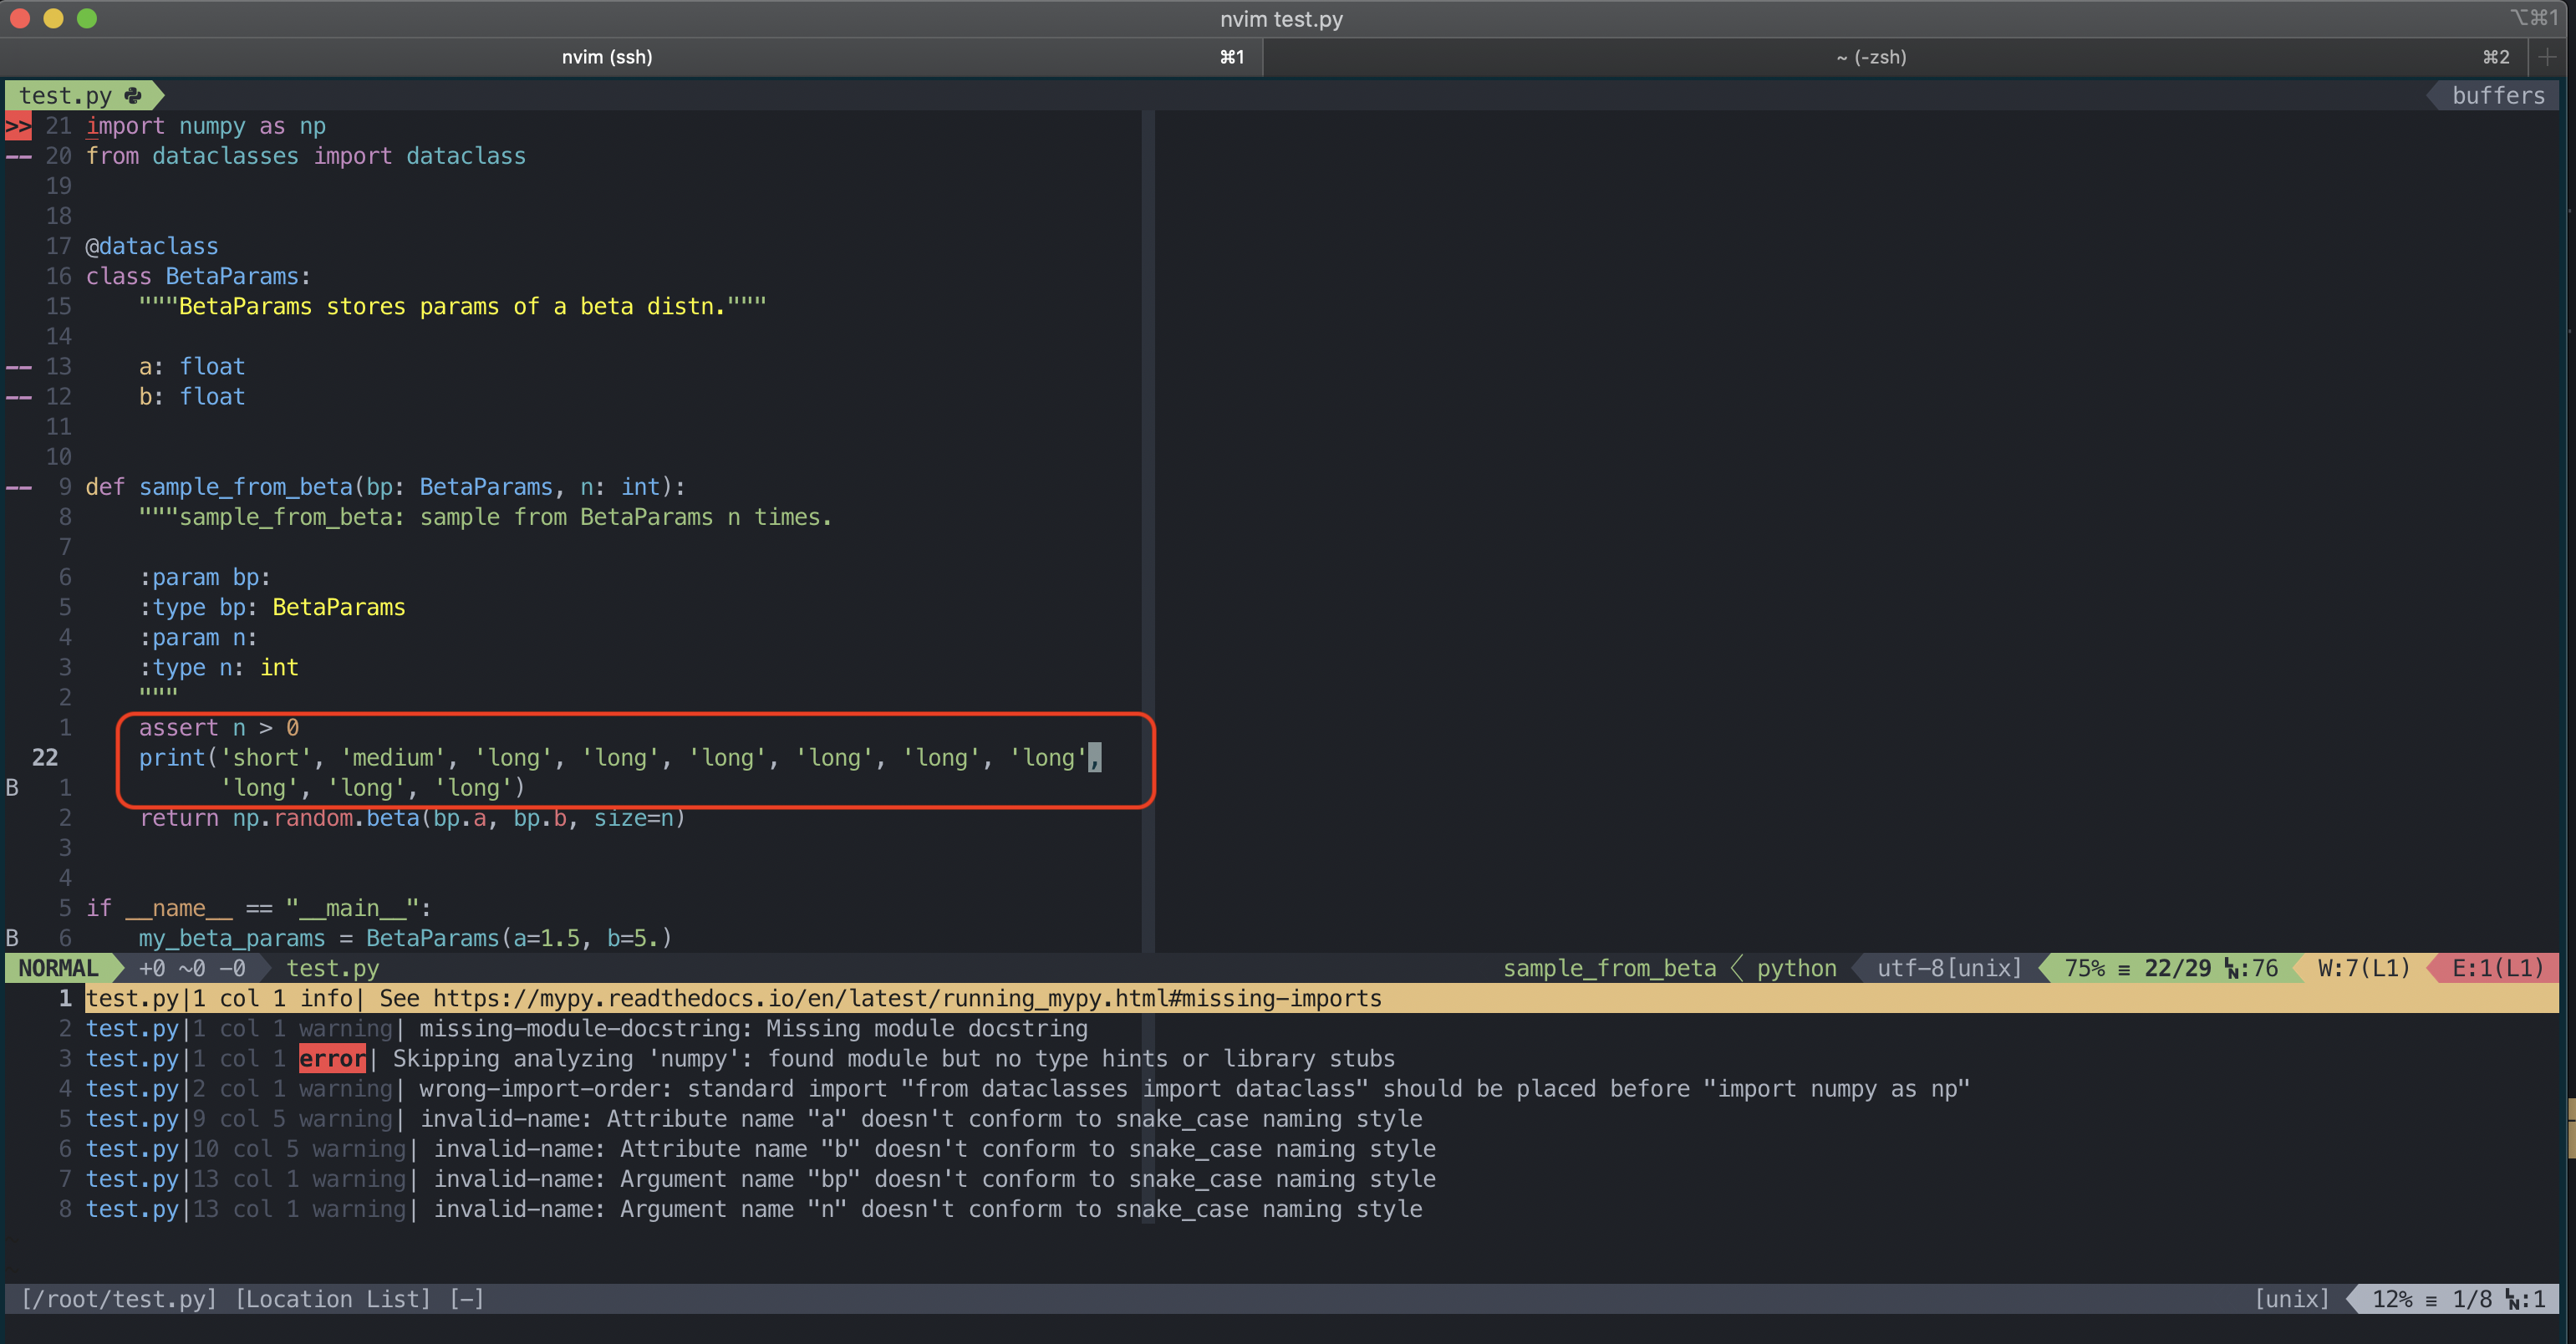 nvim test.py ⌥⌘1
nvim (ssh) ⌘1 ~ (-zsh) ⌘2 +
test.py buffers
>> 21 import numpy as np
-- 20 from dataclasses import dataclass
19
18
17 @dataclass
16 class BetaParams:
15     """BetaParams stores params of a beta distn."""
14
-- 13     a: float
-- 12     b: float
11
10
-- 9 def sample_from_beta(bp: BetaParams, n: int):
8     """sample_from_beta: sample from BetaParams n times.
7
6     :param bp:
5     :type bp: BetaParams
4     :param n:
3     :type n: int
2     """
1     assert n > 0
22     print('short', 'medium', 'long', 'long', 'long', 'long', 'long', 'long',
B 1           'long', 'long', 'long')
2     return np.random.beta(bp.a, bp.b, size=n)
3
4
5 if __name__ == "__main__":
B 6     my_beta_params = BetaParams(a=1.5, b=5.)
NORMAL +0 ~0 -0 test.py sample_from_beta python utf-8[unix] 75% ≡ 22/29 ㏑:76 W:7(L1) E:1(L1)
1 test.py|1 col 1 info| See https://mypy.readthedocs.io/en/latest/running_mypy.html#missing-imports
2 test.py|1 col 1 warning| missing-module-docstring: Missing module docstring
3 test.py|1 col 1 error| Skipping analyzing 'numpy': found module but no type hints or library stubs
4 test.py|2 col 1 warning| wrong-import-order: standard import "from dataclasses import dataclass" should be placed before "import numpy as np"
5 test.py|9 col 5 warning| invalid-name: Attribute name "a" doesn't conform to snake_case naming style
6 test.py|10 col 5 warning| invalid-name: Attribute name "b" doesn't conform to snake_case naming style
7 test.py|13 col 1 warning| invalid-name: Argument name "bp" doesn't conform to snake_case naming style
8 test.py|13 col 1 warning| invalid-name: Argument name "n" doesn't conform to snake_case naming style
[/root/test.py] [Location List] [-] [unix] 12% ≡ 1/8 ㏑:1